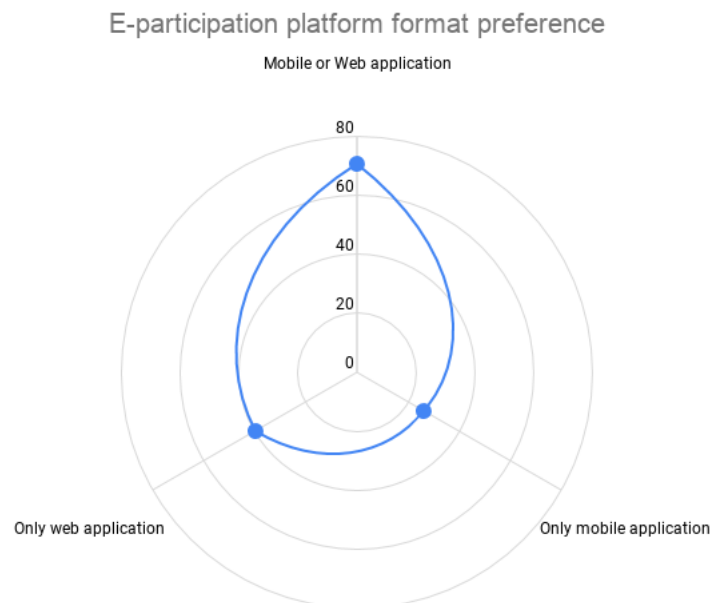 E-participation platform format preference
Mobile or Web application
80
60
40
20
0
Only web application
Only mobile application